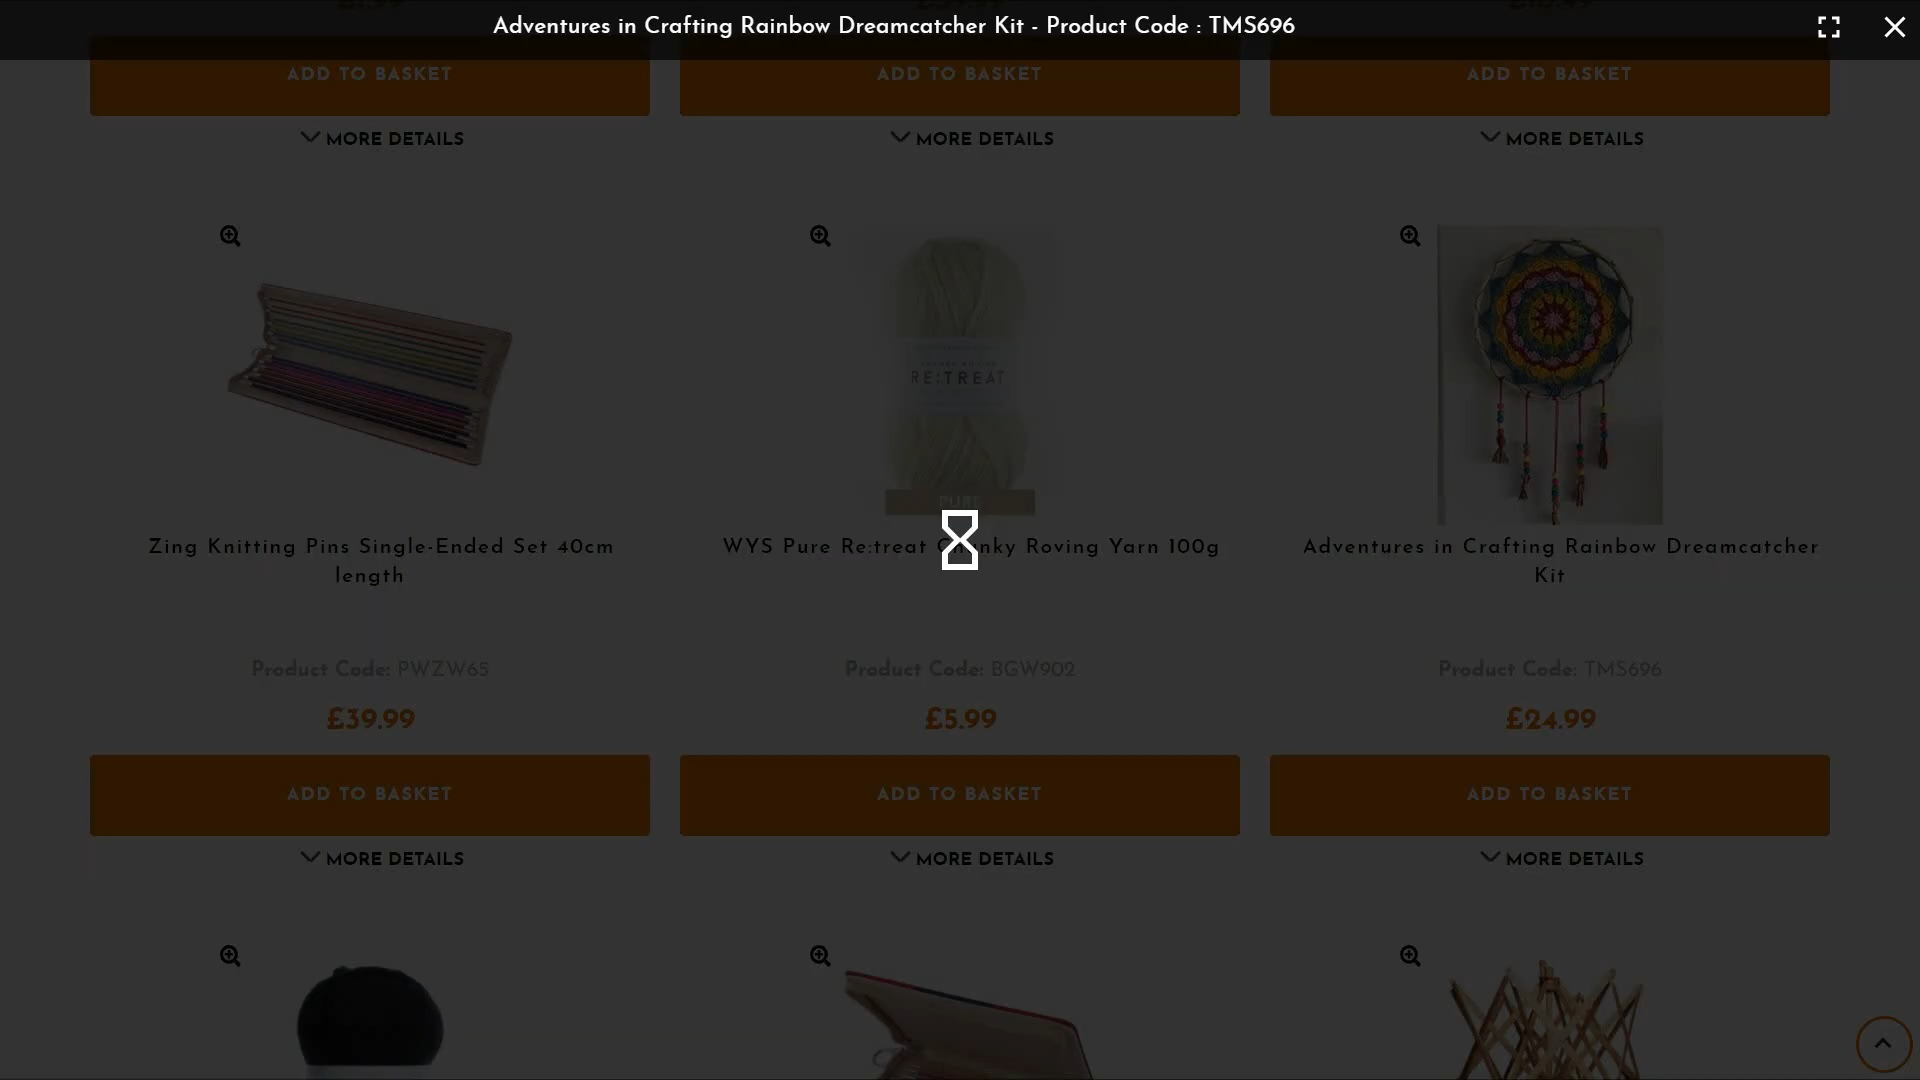 Adventures in Crafting Rainbow Dreamcatcher Kit - Product Code : TMS696
ADD TO BASKET
ADD TO BASKET
ADD TO BASKET
MORE DETAILS
MORE DETAILS
MORE DETAILS
RE:TREAT
PURE
Zing Knitting Pins Single-Ended Set 40cm
length
WYS Pure Re:treat Chunky Roving Yarn 100g
Adventures in Crafting Rainbow Dreamcatcher
Kit
Product Code: PWZW65
Product Code: BGW902
Product Code: TMS696
£39.99
£5.99
£24.99
ADD TO BASKET
ADD TO BASKET
ADD TO BASKET
MORE DETAILS
MORE DETAILS
MORE DETAILS